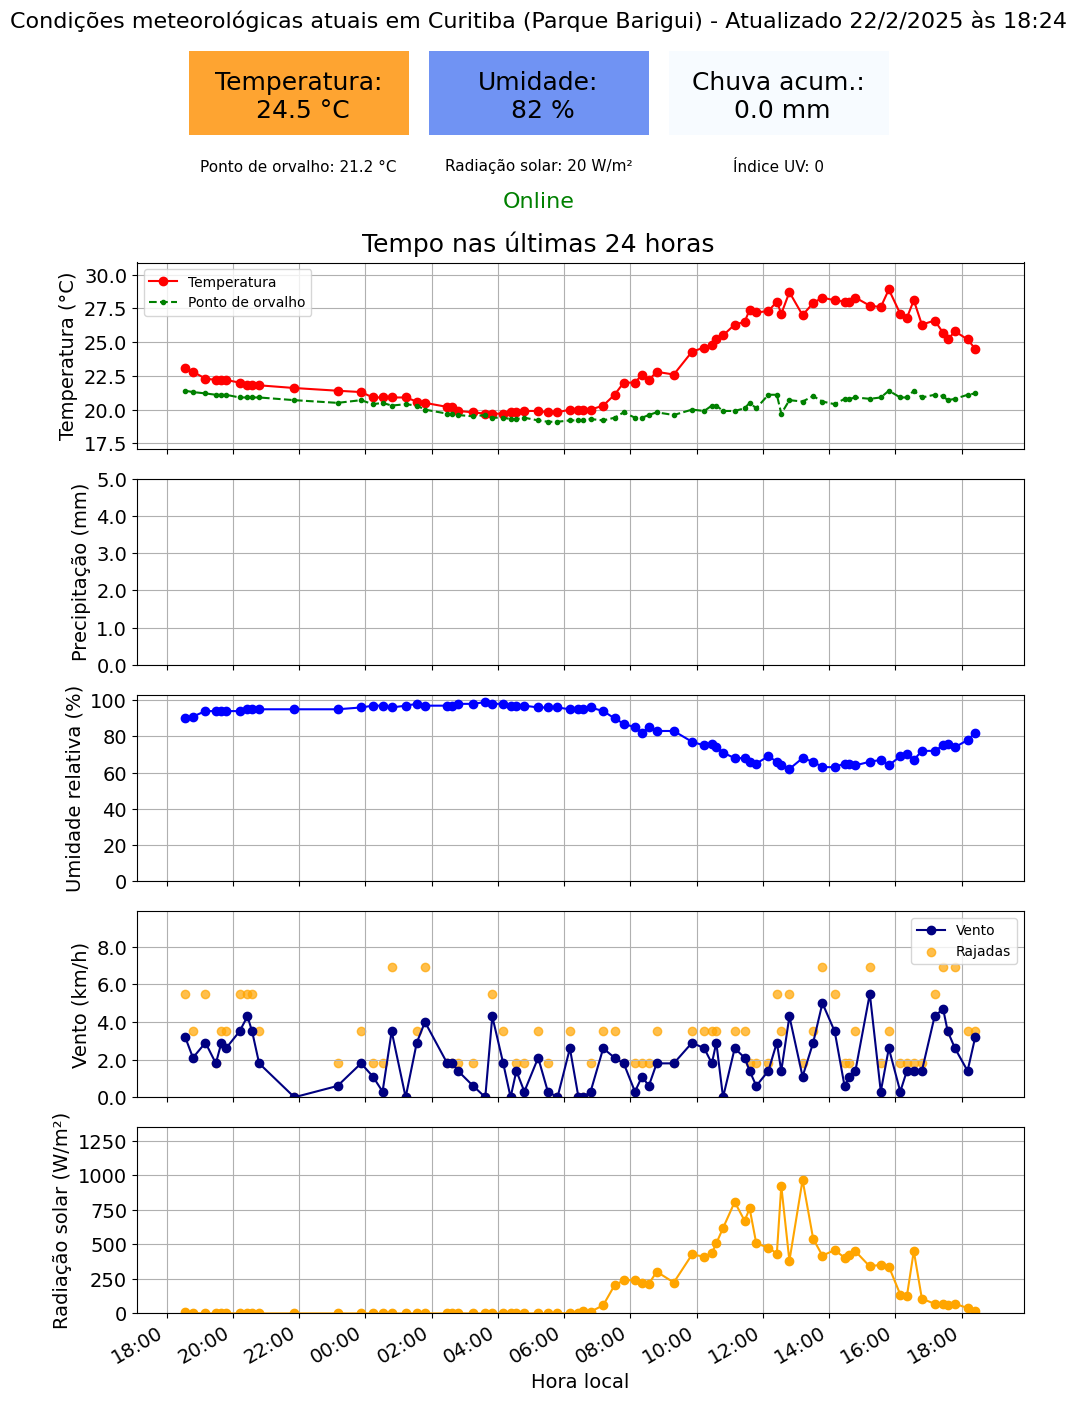 Condições meteorológicas atuais em Curitiba (Parque Barigui) - Atualizado 22/2/2025 às 18:24
Temperatura:
24.5 °C
Umidade:
82 %
Chuva acum.:
0.0 mm
Ponto de orvalho: 21.2 °C
Radiação solar: 20 W/m²
Índice UV: 0
Online
Tempo nas últimas 24 horas
Temperatura (°C)
30.0
27.5
25.0
22.5
20.0
17.5
Temperatura
Ponto de orvalho
Precipitação (mm)
5.0
4.0
3.0
2.0
1.0
0.0
Umidade relativa (%)
100
80
60
40
20
0
Vento (km/h)
8.0
6.0
4.0
2.0
0.0
Vento
Rajadas
Radiação solar (W/m²)
1250
1000
750
500
250
0
18:00
20:00
22:00
00:00
02:00
04:00
06:00
08:00
10:00
12:00
14:00
16:00
18:00
Hora local